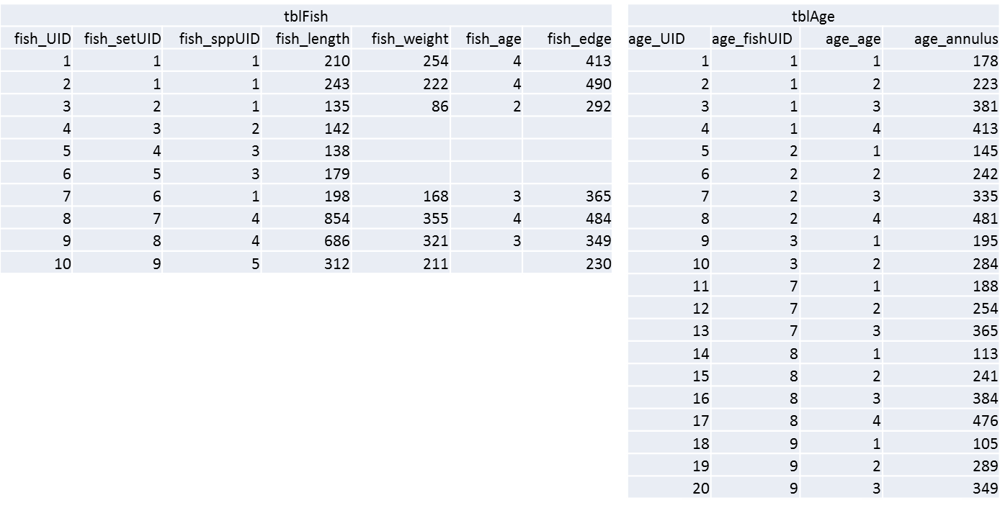 tblFish tblAge
fish_UID fish_setUID fish_sppUID fish_length fish_weight fish_age fish_edge age_UID age_fishUID age_age age_annulus
1 1 1 210 254 4 413 1 1 1 178
2 1 1 243 222 4 490 2 1 2 223
3 2 1 135 86 2 292 3 1 3 381
4 3 2 142 4 1 4 413
5 4 3 138 5 2 1 145
6 5 3 179 6 2 2 242
7 6 1 198 168 3 365 7 2 3 335
8 7 4 854 355 4 484 8 2 4 481
9 8 4 686 321 3 349 9 3 1 195
10 9 5 312 211 230 10 3 2 284
11 7 1 188
12 7 2 254
13 7 3 365
14 8 1 113
15 8 2 241
16 8 3 384
17 8 4 476
18 9 1 105
19 9 2 289
20 9 3 349